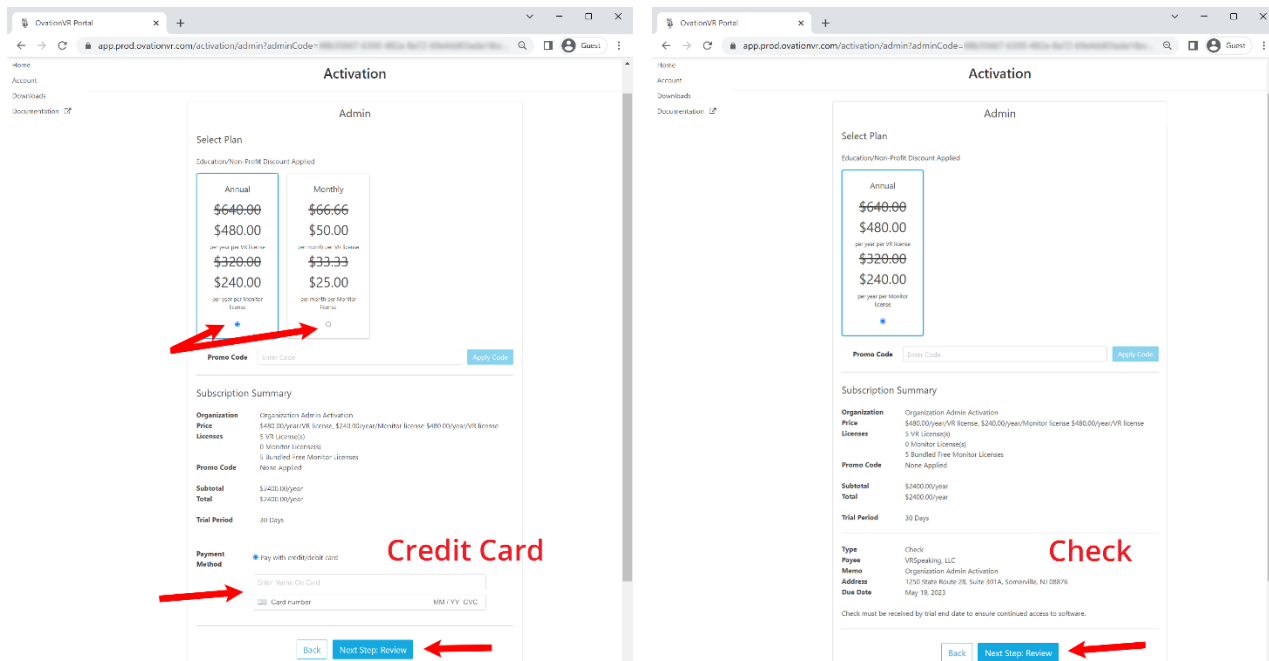 OvationVR Portal
app.prod.ovationvr.com/activation/admin?adminCode=
Guest
Home
Account
Downloads
Documentation
Activation
Admin
Select Plan
Education/Non-Profit Discount Applied
Annual
$640.00
$480.00
per year per VR license
$320.00
$240.00
per year per Monitor
license
Monthly
$66.66
$50.00
per month per VR license
$33.33
$25.00
per month per Monitor
license
Promo Code Enter Code Apply Code
Subscription Summary
Organization Organization Admin Activation
Price $480.00/year/VR license, $240.00/year/Monitor license $480.00/year/VR license
Licenses 5 VR License(s)
0 Monitor License(s)
5 Bundled Free Monitor Licenses
Promo Code None Applied
Subtotal $2400.00/year
Total $2400.00/year
Trial Period 30 Days
Payment
Method
Pay with credit/debit card
Credit Card
Enter Name On Card
Card number MM / YY CVC
Back Next Step: Review
OvationVR Portal
app.prod.ovationvr.com/activation/admin?adminCode=
Guest
Home
Account
Downloads
Documentation
Activation
Admin
Select Plan
Education/Non-Profit Discount Applied
Annual
$640.00
$480.00
per year per VR license
$320.00
$240.00
per year per Monitor
license
Promo Code Enter Code Apply Code
Subscription Summary
Organization Organization Admin Activation
Price $480.00/year/VR license, $240.00/year/Monitor license $480.00/year/VR license
Licenses 5 VR License(s)
0 Monitor License(s)
5 Bundled Free Monitor Licenses
Promo Code None Applied
Subtotal $2400.00/year
Total $2400.00/year
Trial Period 30 Days
Check
Type Check
Payee VRSpeaking, LLC
Memo Organization Admin Activation
Address 1250 State Route 28, Suite 301A, Somerville, NJ 08876
Due Date May 19, 2023
Check must be received by trial end date to ensure continued access to software.
Back Next Step: Review